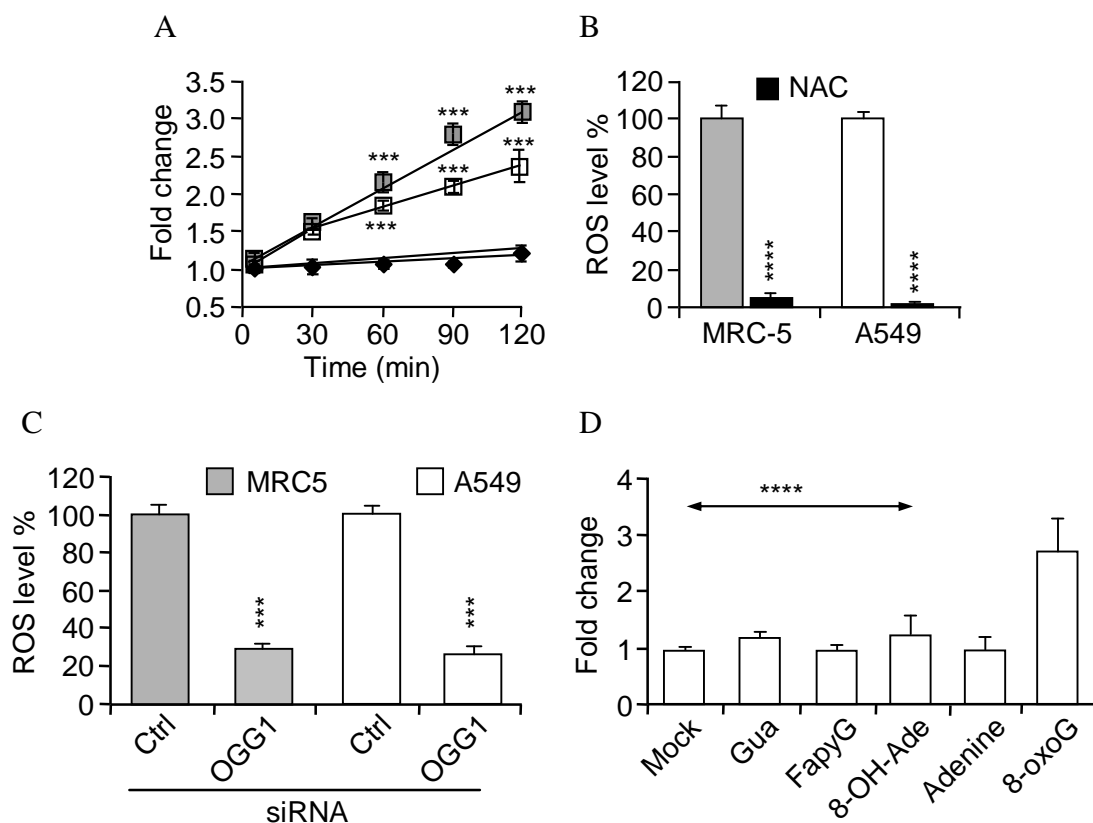 A
Fold change
3.5
3.0
2.5
2.0
1.5
1.0
0.5
***
***
***
***
***
***
0 30 60 90 120
Time (min)
B
ROS level %
120
100
80
60
40
20
0
NAC
****
****
MRC-5 A549
C
ROS level %
120
100
80
60
40
20
0
MRC5 A549
***
***
Ctrl OGG1 Ctrl OGG1
siRNA
D
Fold change
4
3
2
1
0
****
Mock Gua FapyG 8-OH-Ade Adenine 8-oxoG